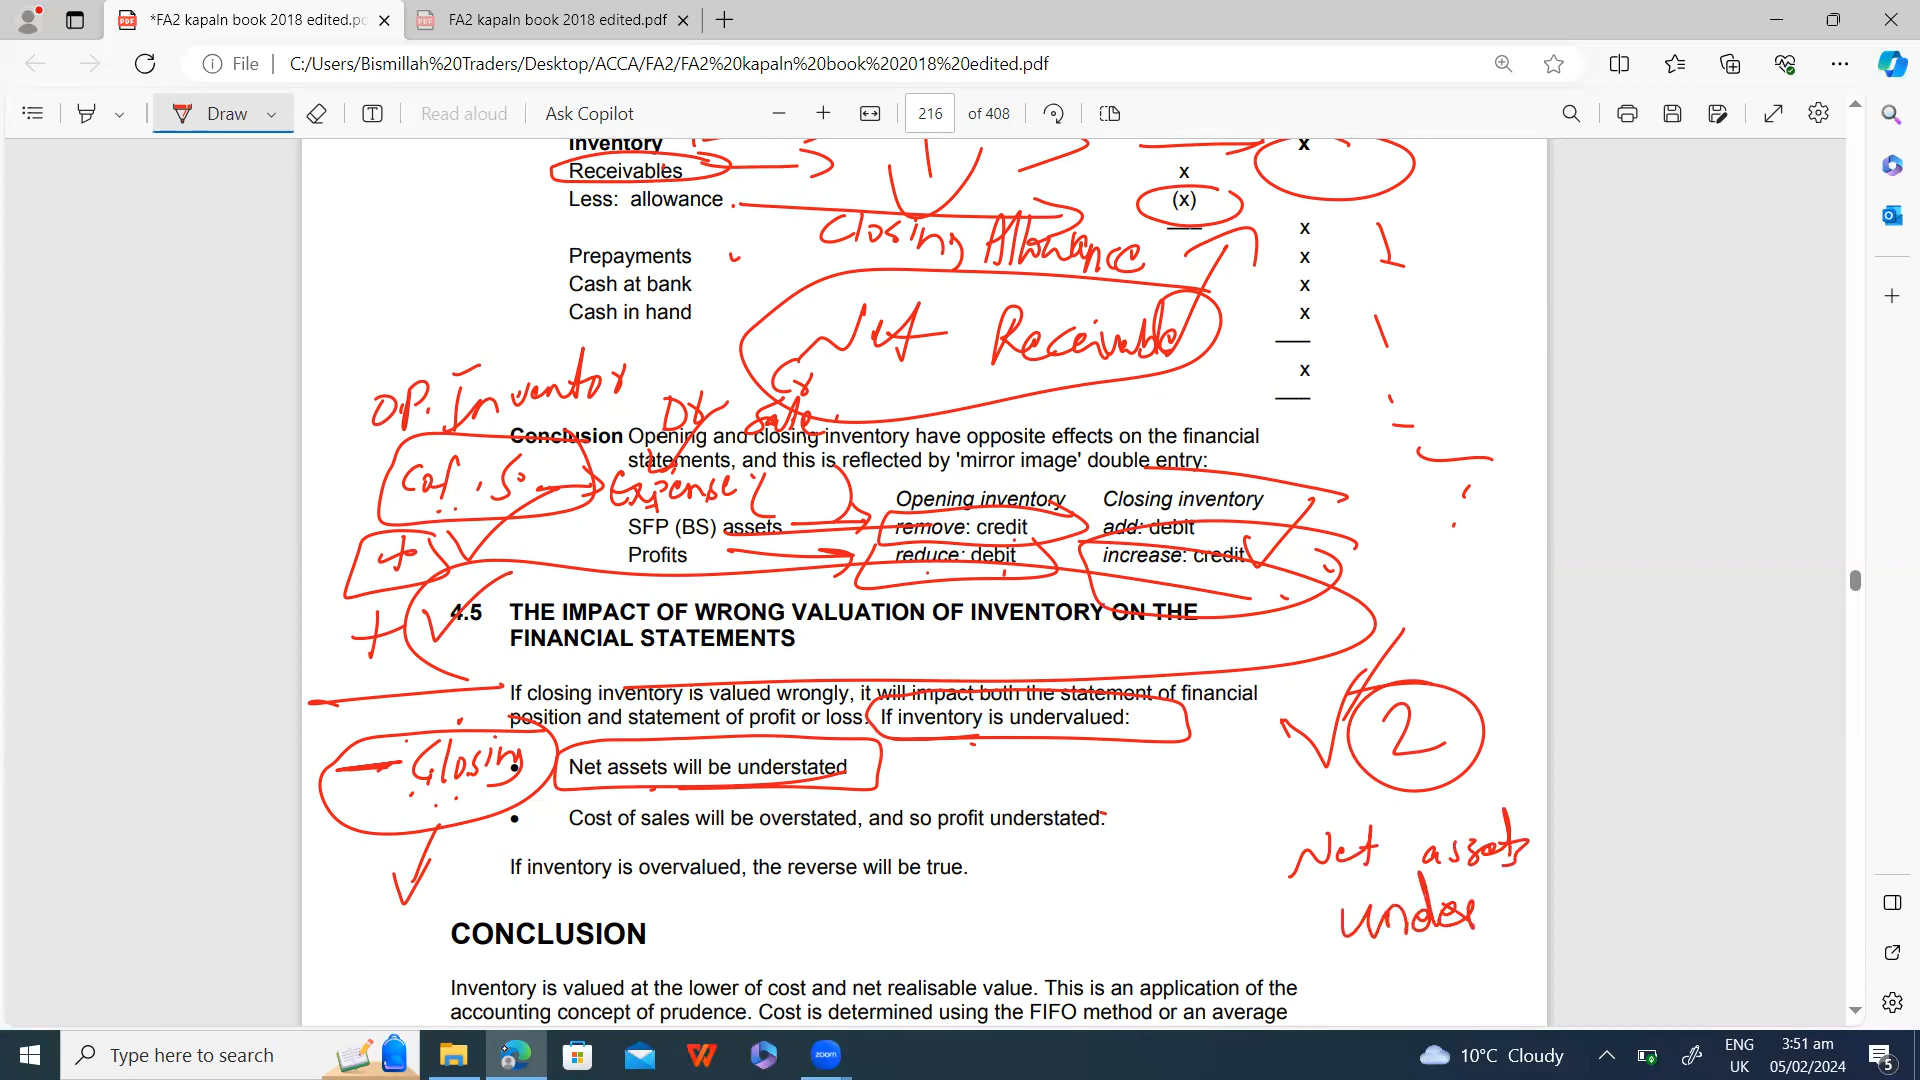 *FA2 kapaln book 2018 edited.pd
FA2 kapaln book 2018 edited.pdf
File
C:/Users/Bismillah%20Traders/Desktop/ACCA/FA2/FA2%20kapaln%20book%202018%20edited.pdf
Draw
Read aloud
Ask Copilot
216 of 408
Inventory x
Receivables x
Less: allowance (x)
x
Closing Allowance
Prepayments x
Cash at bank x
Cash in hand x
Net Receivable
x
OP. Inventor
Cr
Dr Sale
Conclusion Opening and closing inventory have opposite effects on the financial
statements, and this is reflected by 'mirror image' double entry:
Expense
Opening inventory Closing inventory
SFP (BS) assets remove: credit add: debit
Profits reduce: debit increase: credit
4.5 THE IMPACT OF WRONG VALUATION OF INVENTORY ON THE
FINANCIAL STATEMENTS
If closing inventory is valued wrongly, it will impact both the statement of financial
position and statement of profit or loss. If inventory is undervalued:
2
- Closing
• Net assets will be understated
• Cost of sales will be overstated, and so profit understated.
Net assets
under
If inventory is overvalued, the reverse will be true.
CONCLUSION
Inventory is valued at the lower of cost and net realisable value. This is an application of the
accounting concept of prudence. Cost is determined using the FIFO method or an average
Type here to search
zoom
10°C Cloudy
ENG
UK
3:51 am
05/02/2024
5